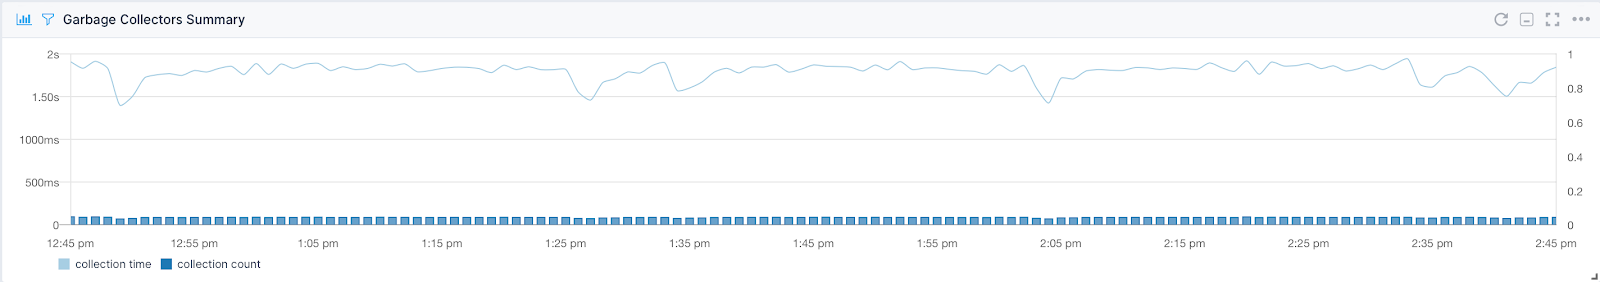 Garbage Collectors Summary
2s 1
1.50s 0.8
1000ms 0.6
0.4
500ms 0.2
0 0
12:45 pm 12:55 pm 1:05 pm 1:15 pm 1:25 pm 1:35 pm 1:45 pm 1:55 pm 2:05 pm 2:15 pm 2:25 pm 2:35 pm 2:45 pm
collection time collection count